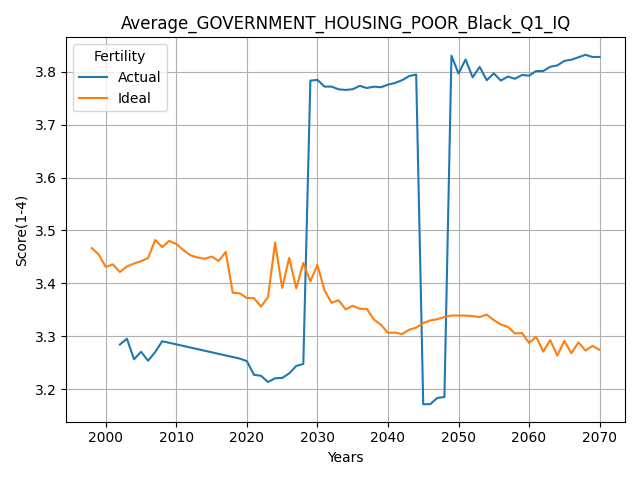 Average_GOVERNMENT_HOUSING_POOR_Black_Q1_IQ
Fertility
Actual
Ideal
Score(1-4)
3.8
3.7
3.6
3.5
3.4
3.3
3.2
2000 2010 2020 2030 2040 2050 2060 2070
Years